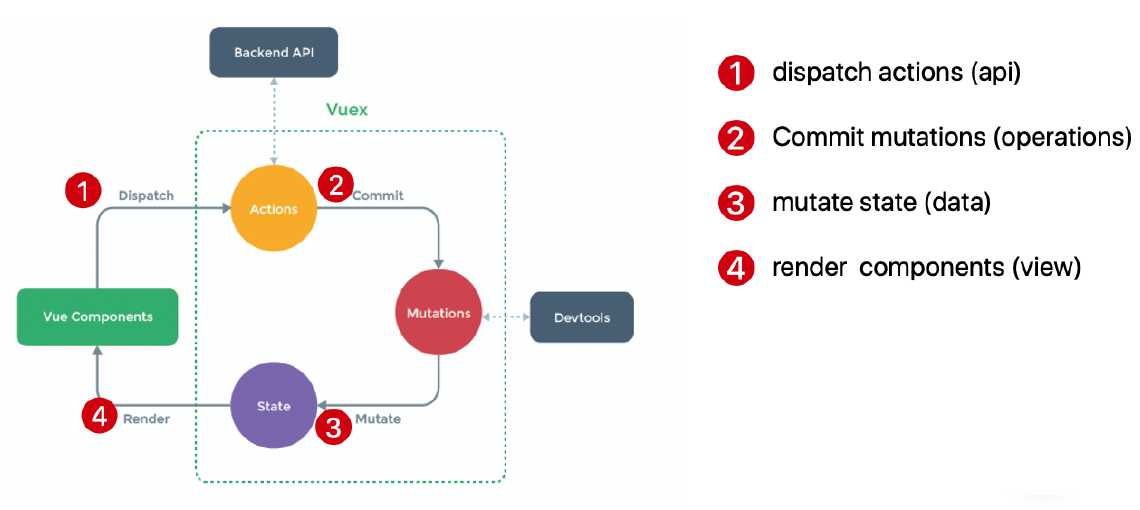 Backend API
Vuex
1
Dispatch
Actions
2
Commit
Vue Components
Mutations
Devtools
4
Render
State
3
Mutate
1 dispatch actions (api)
2 Commit mutations (operations)
3 mutate state (data)
4 render components (view)